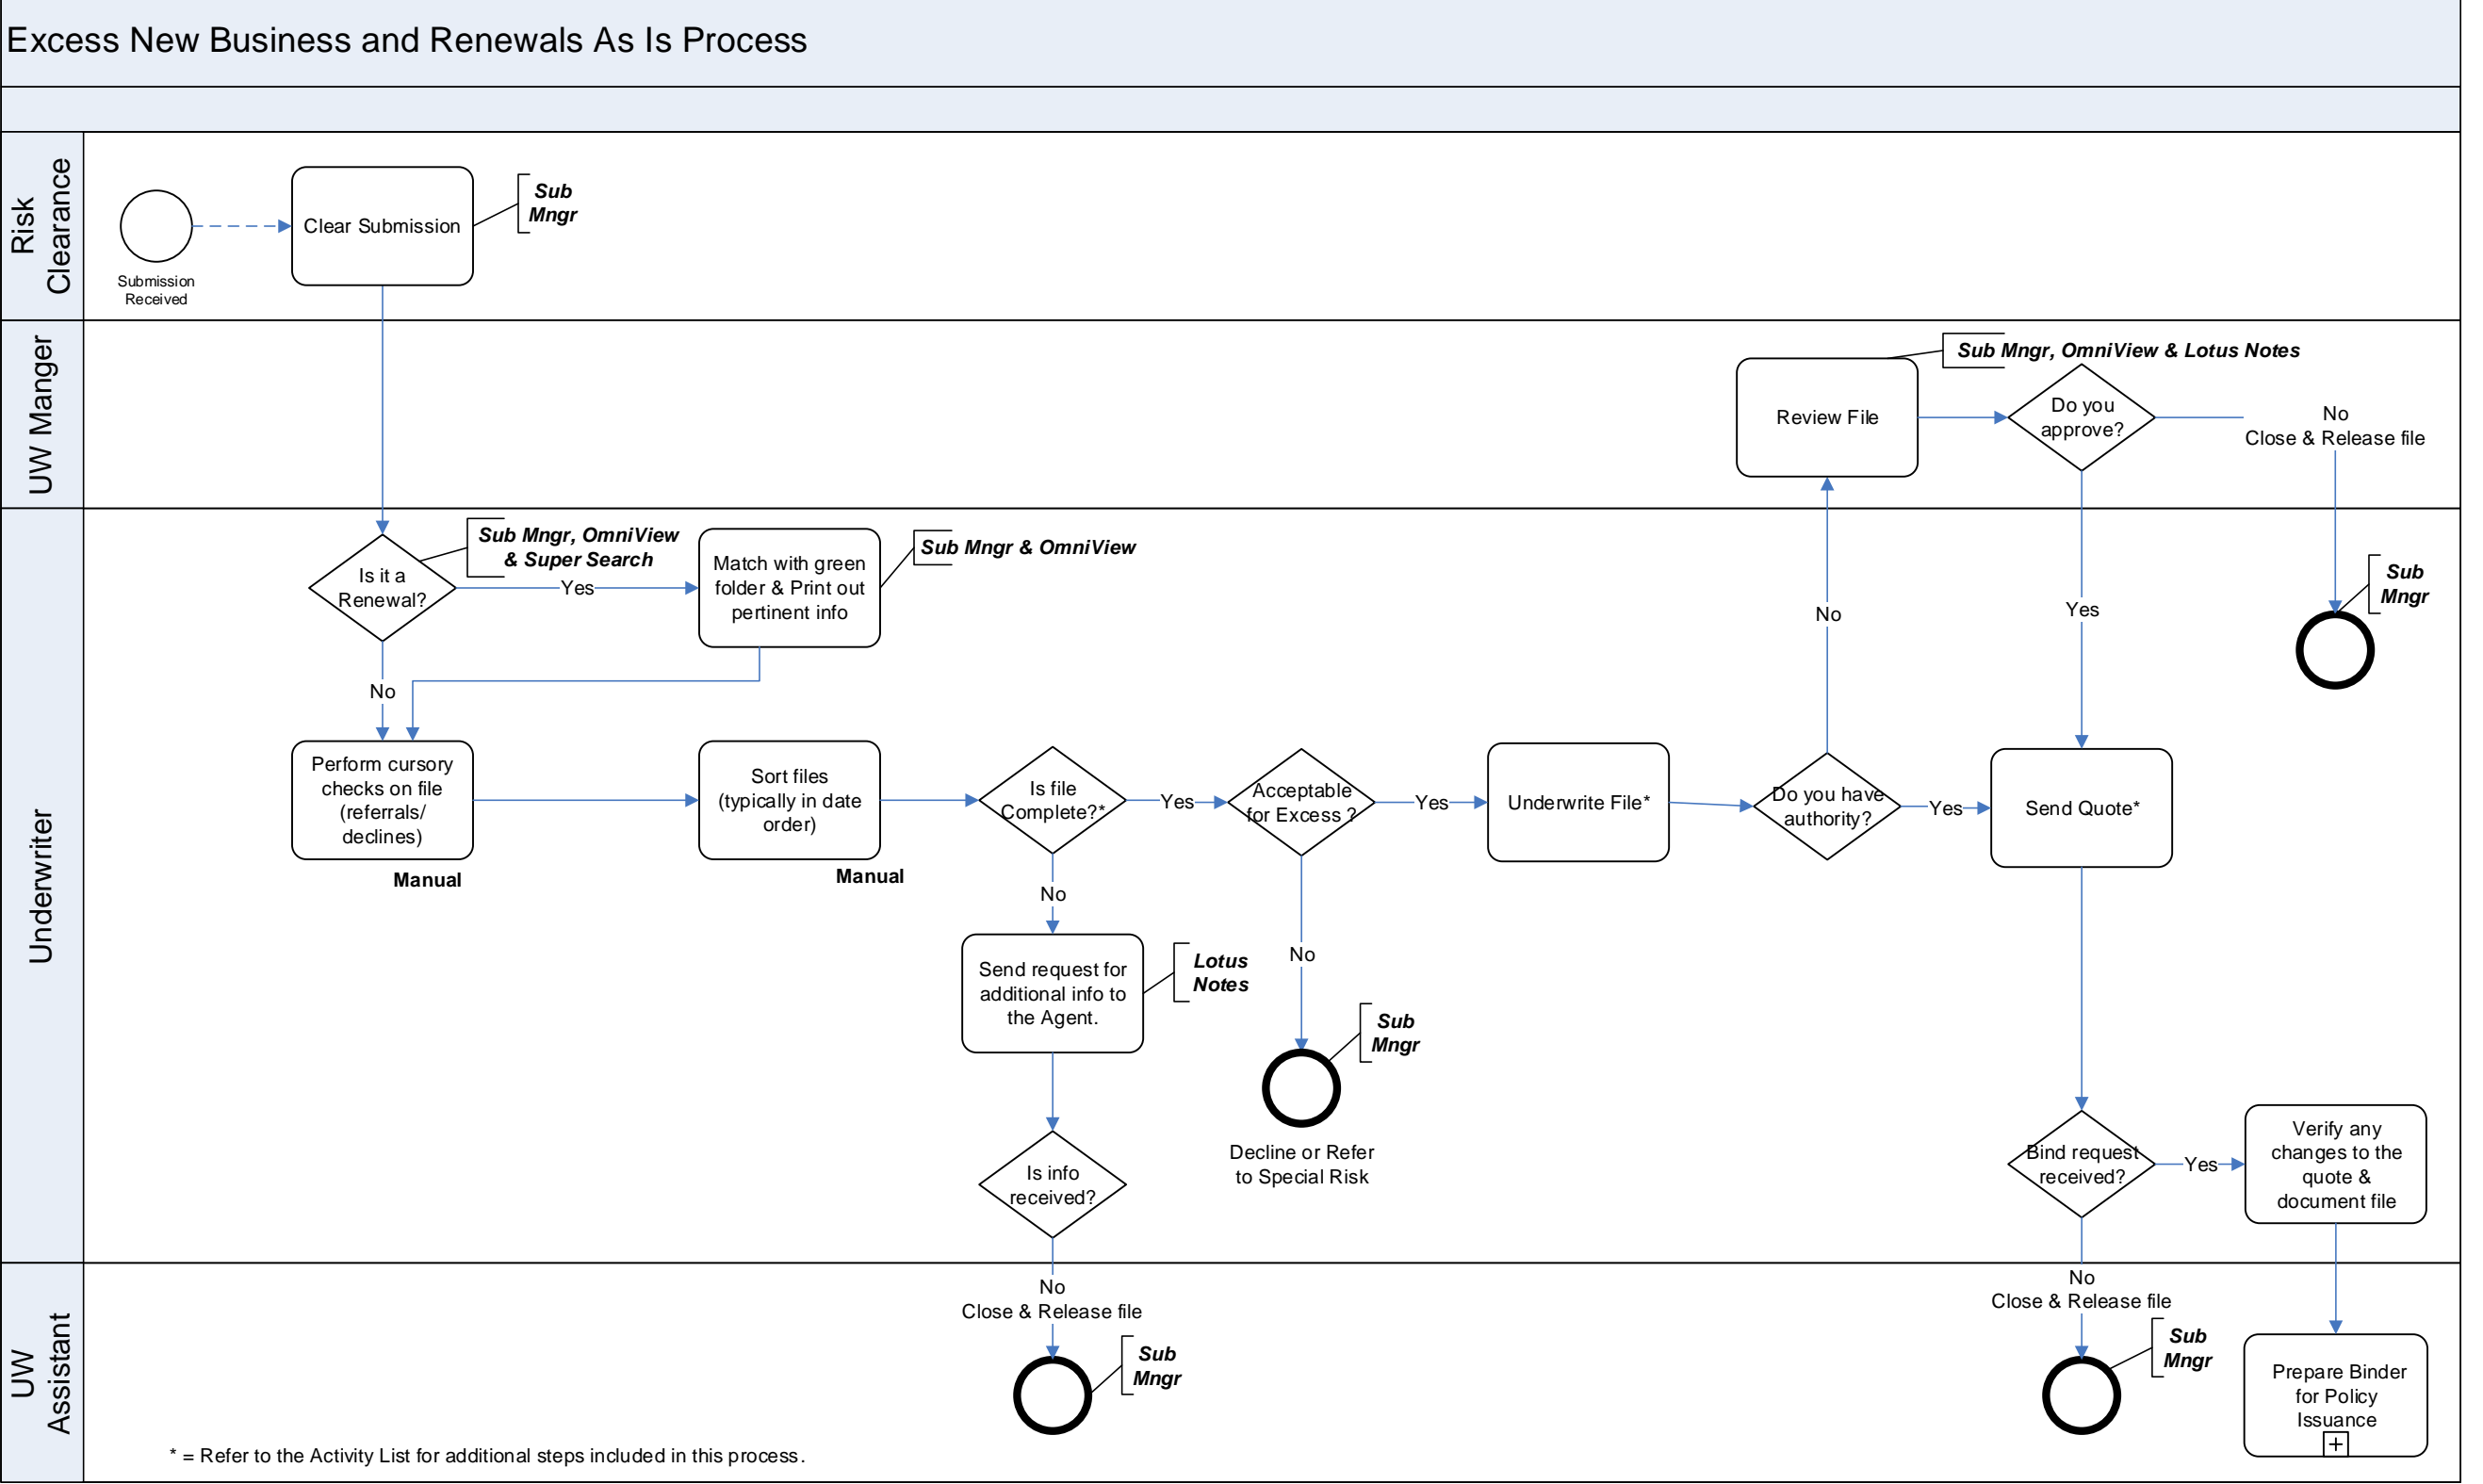 Excess New Business and Renewals As Is Process
Risk
Clearance
Submission
Received
Clear Submission
Sub
Mngr
UW Manger
Review File
Sub Mngr, OmniView & Lotus Notes
Do you
approve?
No
Close & Release file
Underwriter
Is it a
Renewal?
Sub Mngr, OmniView
& Super Search
Yes
Match with green
folder & Print out
pertinent info
Sub Mngr & OmniView
No
Yes
Sub
Mngr
No
Perform cursory
checks on file
(referrals/
declines)
Manual
Sort files
(typically in date
order)
Manual
Is file
Complete?*
Yes
Acceptable
for Excess ?
Yes
Underwrite File*
Do you have
authority?
Yes
Send Quote*
No
Send request for
additional info to
the Agent.
Lotus
Notes
No
Sub
Mngr
Decline or Refer
to Special Risk
Is info
received?
Bind request
received?
Yes
Verify any
changes to the
quote &
document file
UW
Assistant
No
Close & Release file
Sub
Mngr
No
Close & Release file
Sub
Mngr
Prepare Binder
for Policy
Issuance
* = Refer to the Activity List for additional steps included in this process.